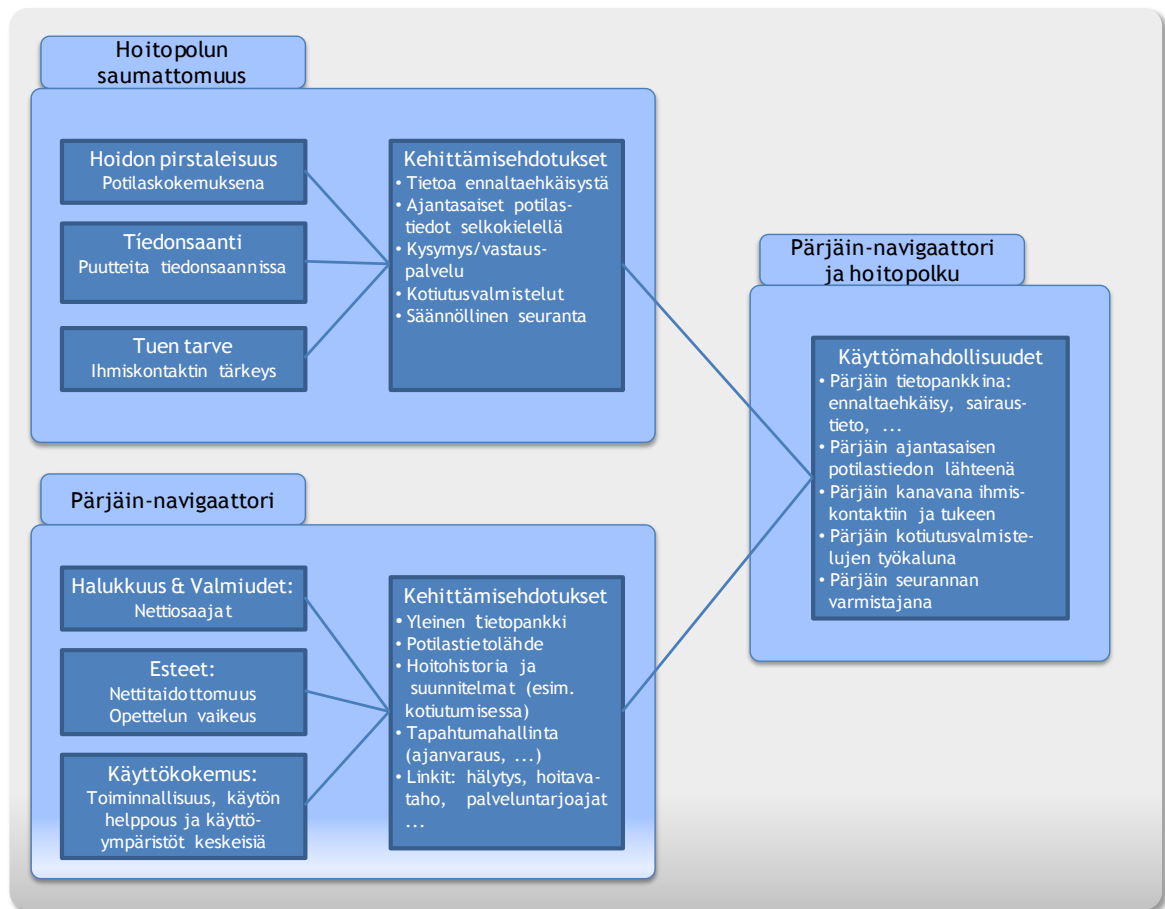 Hoitopolun
saumattomuus
Hoidon pirstaleisuus
Potilaskokemuksena
Tíedonsaanti
Puutteita tiedonsaannissa
Tuen tarve
Ihmiskontaktin tärkeys
Kehittämisehdotukset
• Tietoa ennaltaehkäisystä
• Ajantasaiset potilas-
tiedot selkokielellä
• Kysymys/vastaus-
palvelu
• Kotiutusvalmistelut
• Säännöllinen seuranta
Pärjäin-navigaattori
Halukkuus & Valmiudet:
Nettiosaajat
Esteet:
Nettitaidottomuus
Opettelun vaikeus
Käyttökokemus:
Toiminnallisuus, käytön
helppous ja käyttö-
ympäristöt keskeisiä
Kehittämisehdotukset
• Yleinen tietopankki
• Potilastietolähde
• Hoitohistoria ja
suunnitelmat (esim.
kotiutumisessa)
• Tapahtumahallinta
(ajanvaraus, ...)
• Linkit: hälytys, hoitava-
taho, palveluntarjoajat
...
Pärjäin-navigaattori
ja hoitopolku
Käyttömahdollisuudet
• Pärjäin tietopankkina:
ennaltaehkäisy, sairaus-
tieto, ...
• Pärjäin ajantasaisen
potilastiedon lähteenä
• Pärjäin kanavana ihmis-
kontaktiin ja tukeen
• Pärjäin kotiutusvalmiste-
lujen työkaluna
• Pärjäin seurannan
varmistajana